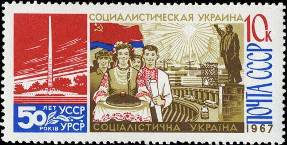 СОЦИАЛИСТИЧЕСКАЯ УКРАИНА
10к
ПОЧТА СССР
50 ЛЕТ УССР
РОКІВ УРСР
СОЦІАЛІСТИЧНА УКРАЇНА
1967